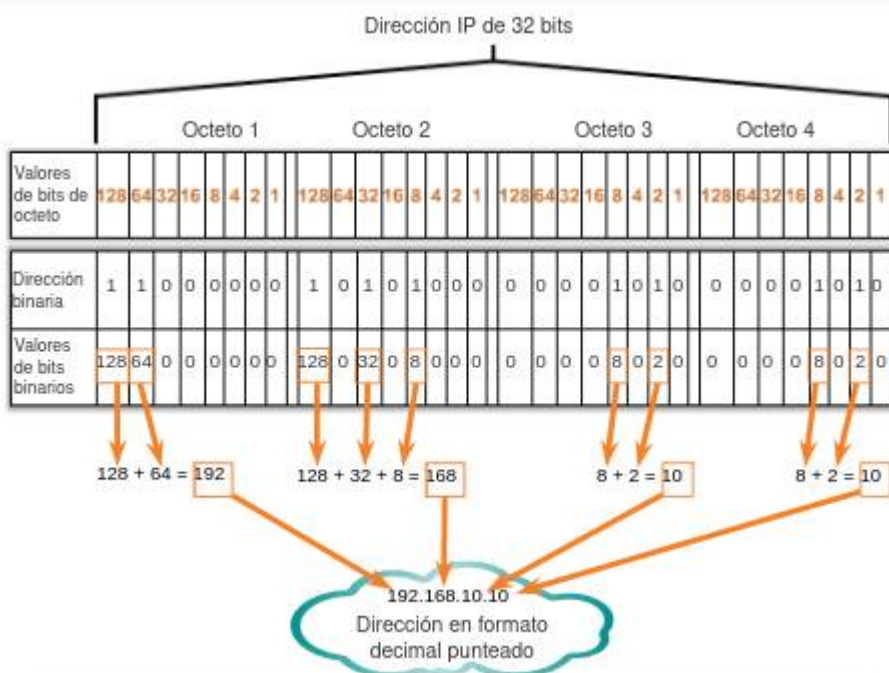 Dirección IP de 32 bits
Octeto 1 Octeto 2 Octeto 3 Octeto 4
Valores de bits de octeto 128 64 32 16 8 4 2 1 128 64 32 16 8 4 2 1 128 64 32 16 8 4 2 1 128 64 32 16 8 4 2 1
Dirección binaria 1 1 0 0 0 0 0 0 1 0 1 0 1 0 0 0 0 0 0 0 1 0 1 0 0 0 0 0 1 0 1 0
Valores de bits binarios 128 64 0 0 0 0 0 0 128 0 32 0 8 0 0 0 0 0 0 0 8 0 2 0 0 0 0 0 8 0 2 0
128 + 64 = 192 128 + 32 + 8 = 168 8 + 2 = 10 8 + 2 = 10
192.168.10.10
Dirección en formato
decimal punteado